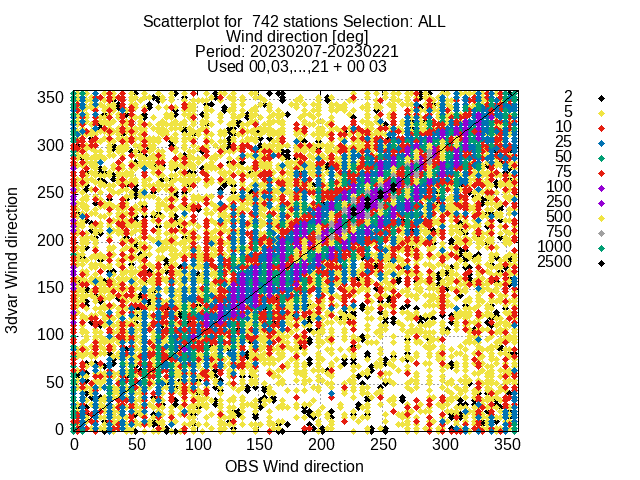 Scatterplot for  742 stations Selection: ALL
Wind direction [deg]
Period: 20230207-20230221
Used 00,03,...,21 + 00 03
3dvar Wind direction
350
300
250
200
150
100
50
0
0 50 100 150 200 250 300 350
OBS Wind direction
2
5
10
25
50
75
100
250
500
750
1000
2500